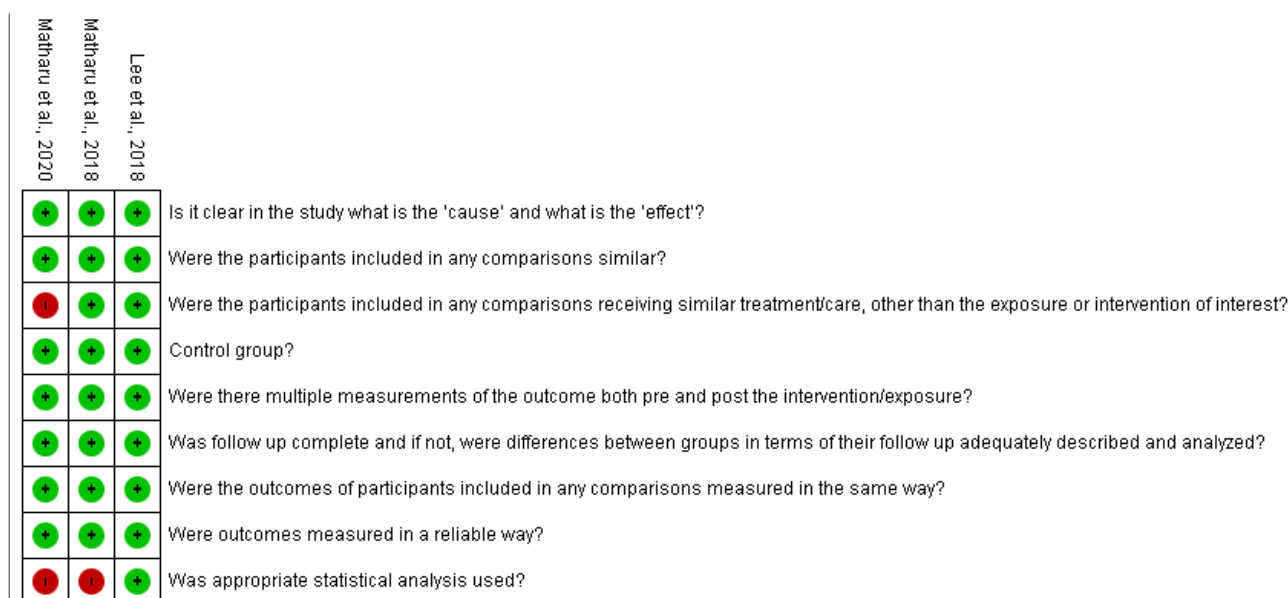 Matharu et al., 2020
Matharu et al., 2018
Lee et al., 2018
+ + + Is it clear in the study what is the 'cause' and what is the 'effect'?
+ + + Were the participants included in any comparisons similar?
- + + Were the participants included in any comparisons receiving similar treatment/care, other than the exposure or intervention of interest?
+ + + Control group?
+ + + Were there multiple measurements of the outcome both pre and post the intervention/exposure?
+ + + Was follow up complete and if not, were differences between groups in terms of their follow up adequately described and analyzed?
+ + + Were the outcomes of participants included in any comparisons measured in the same way?
+ + + Were outcomes measured in a reliable way?
- - + Was appropriate statistical analysis used?